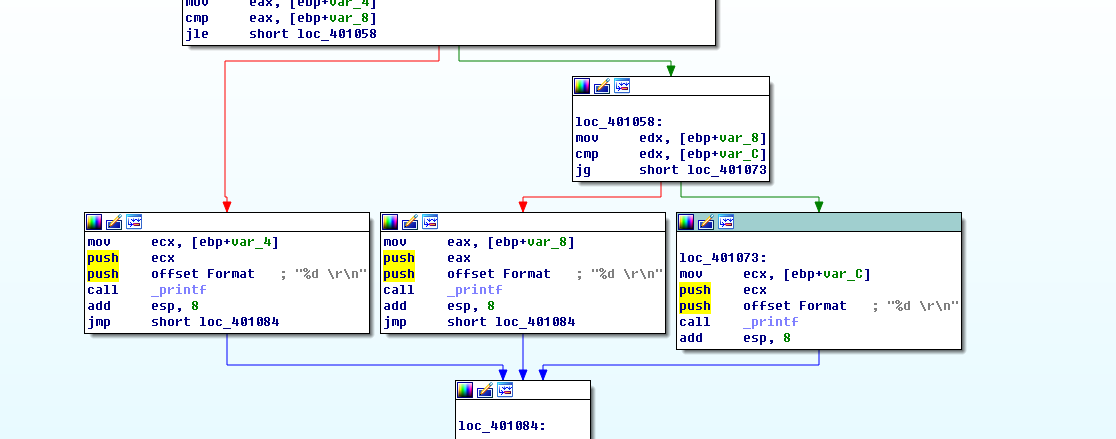 mov     eax, [ebp+var_4]
cmp     eax, [ebp+var_8]
jle     short loc_401058
loc_401058:
mov     edx, [ebp+var_8]
cmp     edx, [ebp+var_C]
jg      short loc_401073
mov     ecx, [ebp+var_4]
push    ecx
push    offset Format   ; "%d \r\n"
call    _printf
add     esp, 8
jmp     short loc_401084
mov     eax, [ebp+var_8]
push    eax
push    offset Format   ; "%d \r\n"
call    _printf
add     esp, 8
jmp     short loc_401084
loc_401073:
mov     ecx, [ebp+var_C]
push    ecx
push    offset Format   ; "%d \r\n"
call    _printf
add     esp, 8
loc_401084: